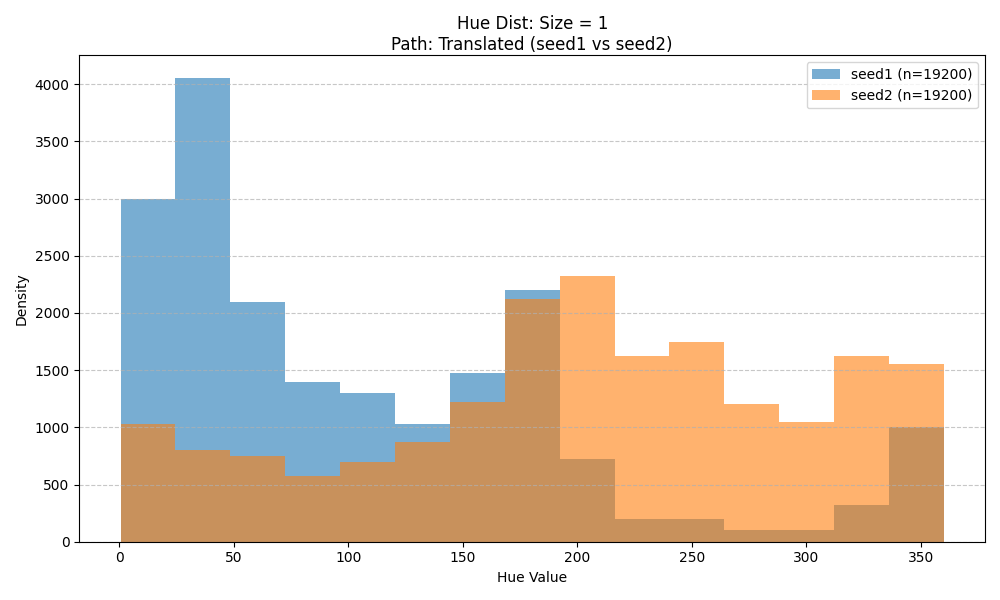 Hue Dist: Size = 1
Path: Translated (seed1 vs seed2)
seed1 (n=19200)
seed2 (n=19200)
Density
4000
3500
3000
2500
2000
1500
1000
500
0
0 50 100 150 200 250 300 350
Hue Value